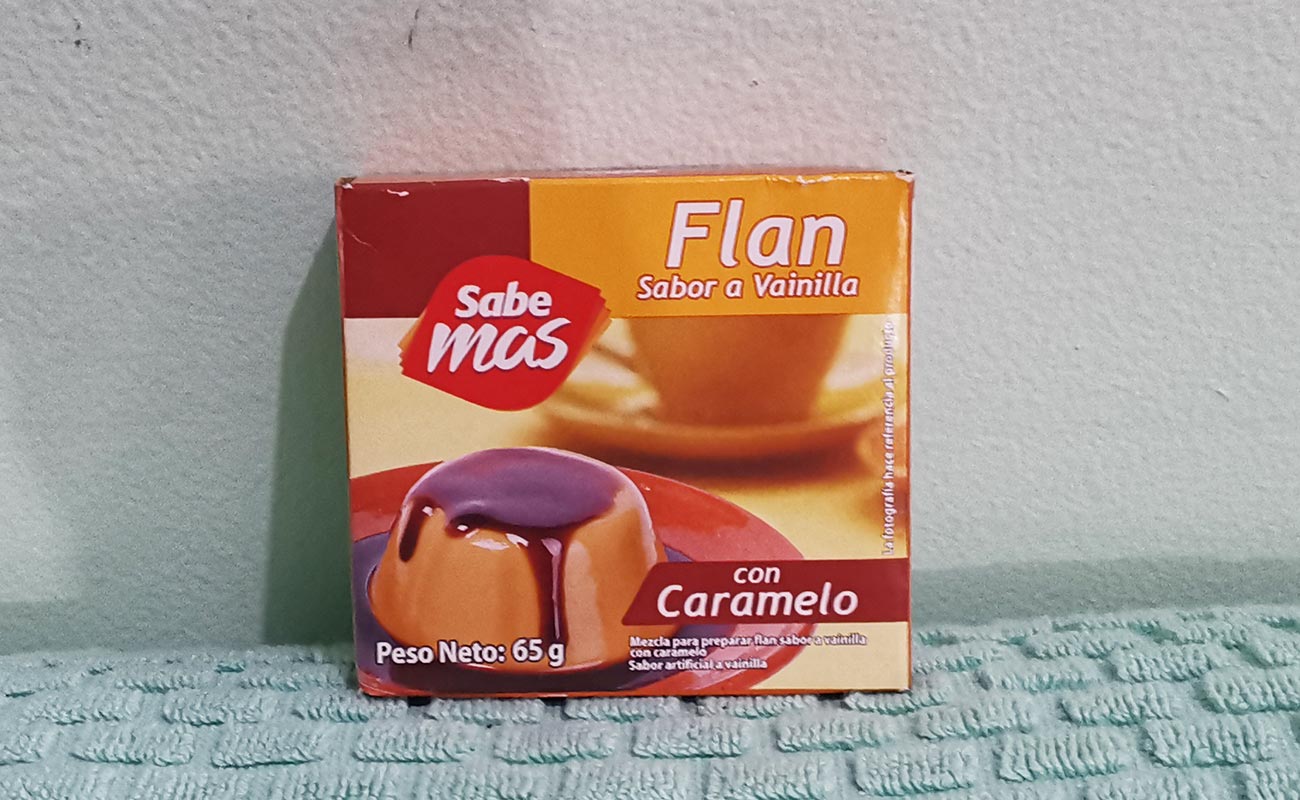 Flan
Sabor a Vainilla
Sabe
mas
La fotografía hace referencia al producto
con
Caramelo
Peso Neto: 65 g
Mezcla para preparar flan sabor a vainilla
con caramelo
Sabor artificial a vainilla